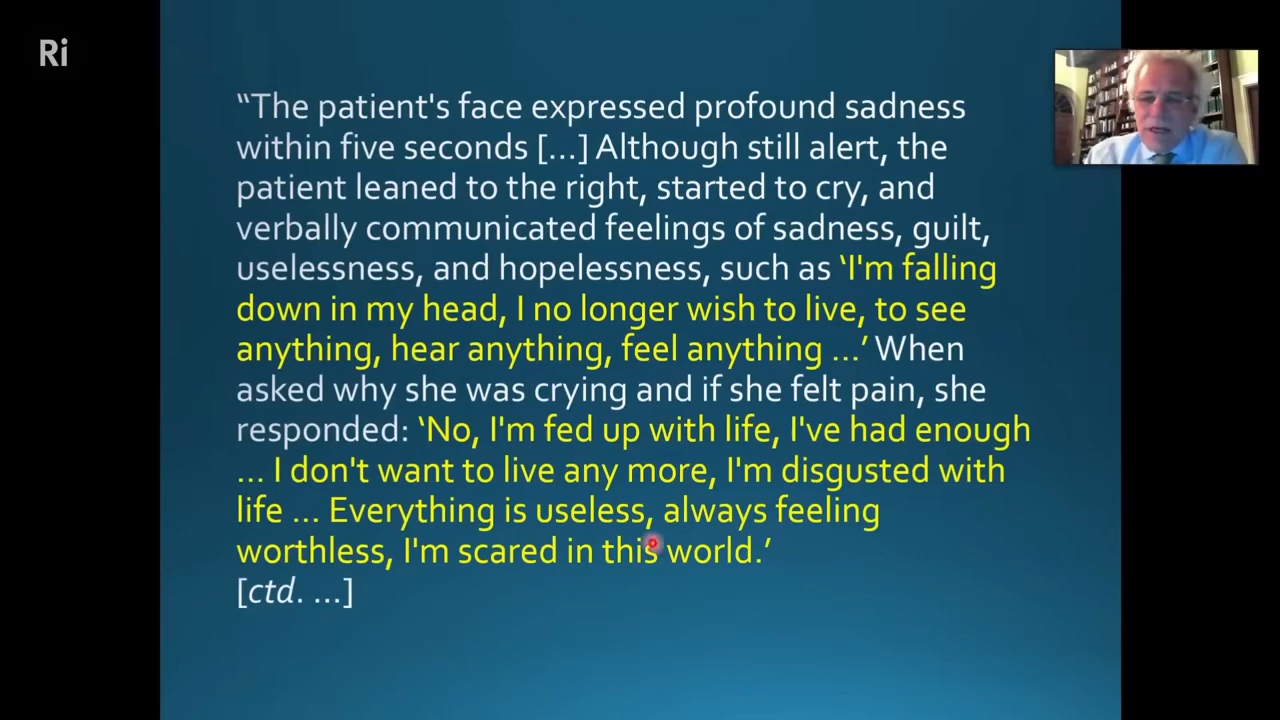 Ri
“The patient's face expressed profound sadness
within five seconds [...] Although still alert, the
patient leaned to the right, started to cry, and
verbally communicated feelings of sadness, guilt,
uselessness, and hopelessness, such as ‘I'm falling
down in my head, I no longer wish to live, to see
anything, hear anything, feel anything ...’ When
asked why she was crying and if she felt pain, she
responded: ‘No, I'm fed up with life, I've had enough
... I don't want to live any more, I'm disgusted with
life ... Everything is useless, always feeling
worthless, I'm scared in this world.’
[ctd. ...]